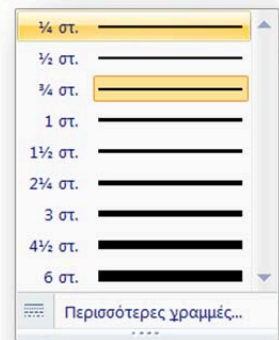 ¼ στ.
½ στ.
¾ στ.
1 στ.
1½ στ.
2¼ στ.
3 στ.
4½ στ.
6 στ.
Περισσότερες γραμμές...